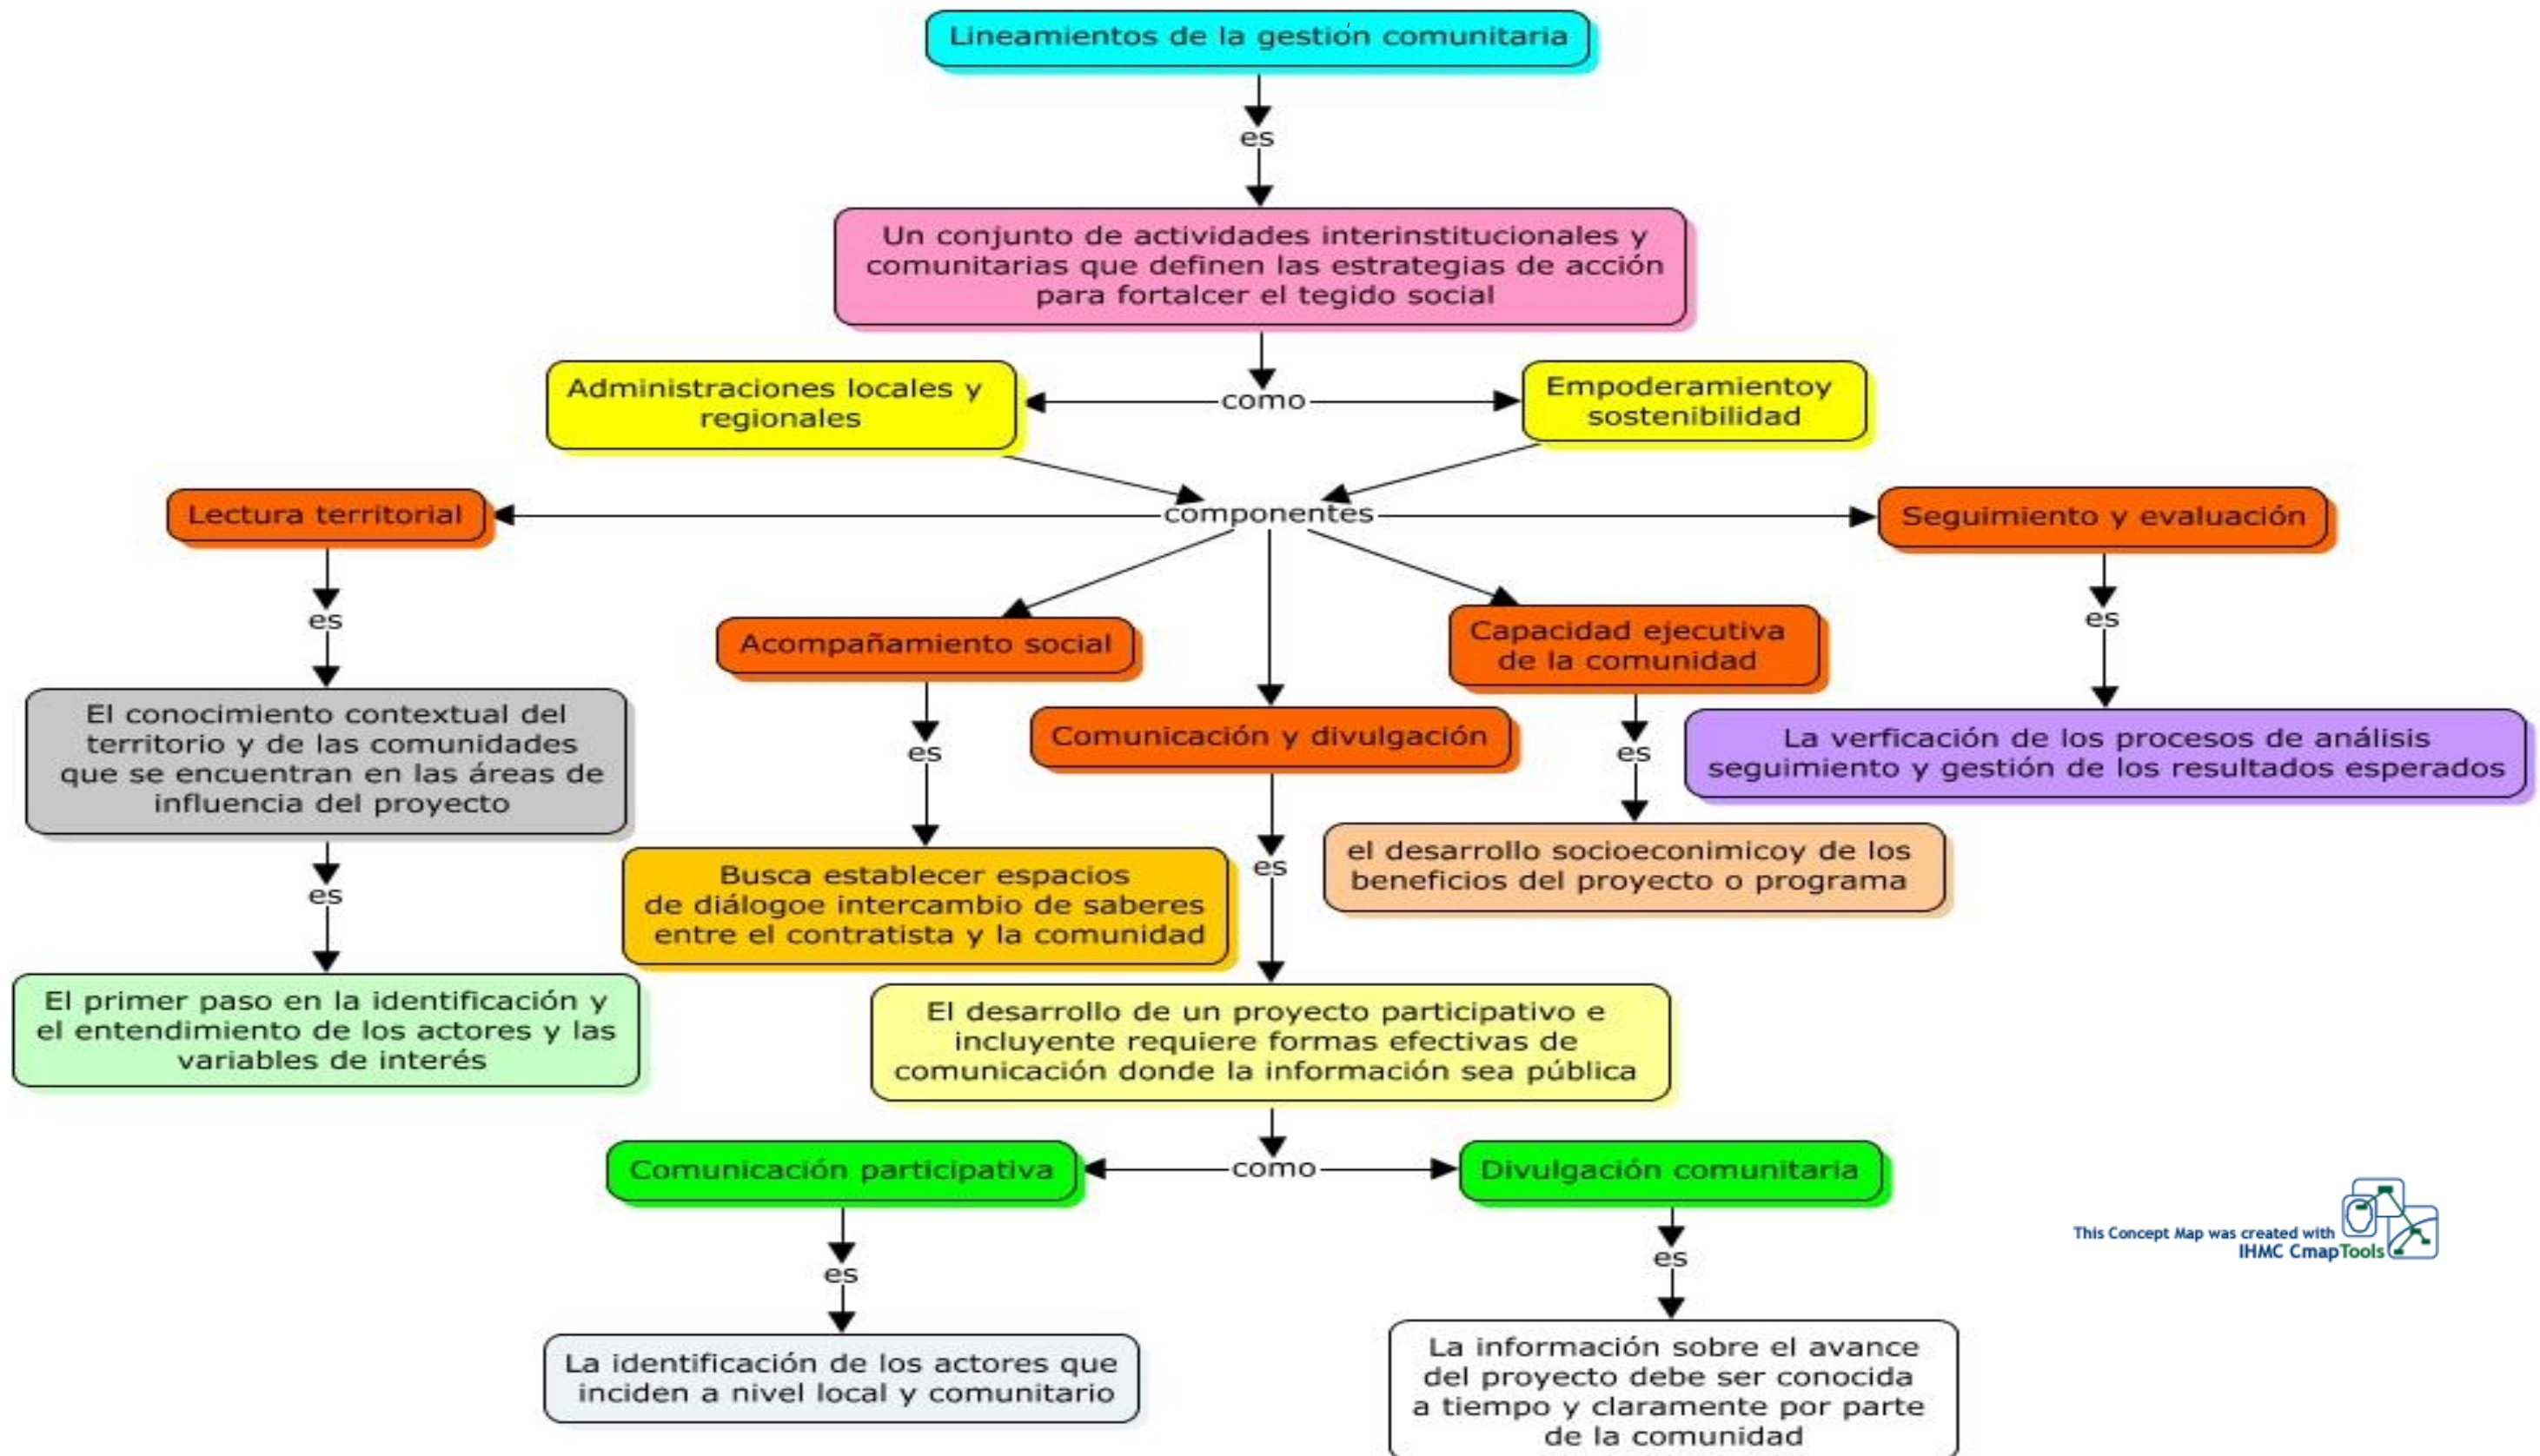 Lineamientos de la gestión comunitaria
es
Un conjunto de actividades interinstitucionales y
comunitarias que definen las estrategias de acción
para fortalcer el tegido social
Administraciones locales y
regionales
como
Empoderamientoy
sostenibilidad
Lectura territorial
componentes
Seguimiento y evaluación
es
es
Acompañamiento social
Capacidad ejecutiva
de la comunidad
El conocimiento contextual del
territorio y de las comunidades
que se encuentran en las áreas de
influencia del proyecto
es
Comunicación y divulgación
es
La verficación de los procesos de análisis
seguimiento y gestión de los resultados esperados
es
Busca establecer espacios
de diálogoe intercambio de saberes
entre el contratista y la comunidad
es
el desarrollo socioeconimicoy de los
beneficios del proyecto o programa
El primer paso en la identificación y
el entendimiento de los actores y las
variables de interés
El desarrollo de un proyecto participativo e
incluyente requiere formas efectivas de
comunicación donde la información sea pública
Comunicación participativa
como
Divulgación comunitaria
es
es
La identificación de los actores que
inciden a nivel local y comunitario
La información sobre el avance
del proyecto debe ser conocida
a tiempo y claramente por parte
de la comunidad
This Concept Map was created with
IHMC CmapTools